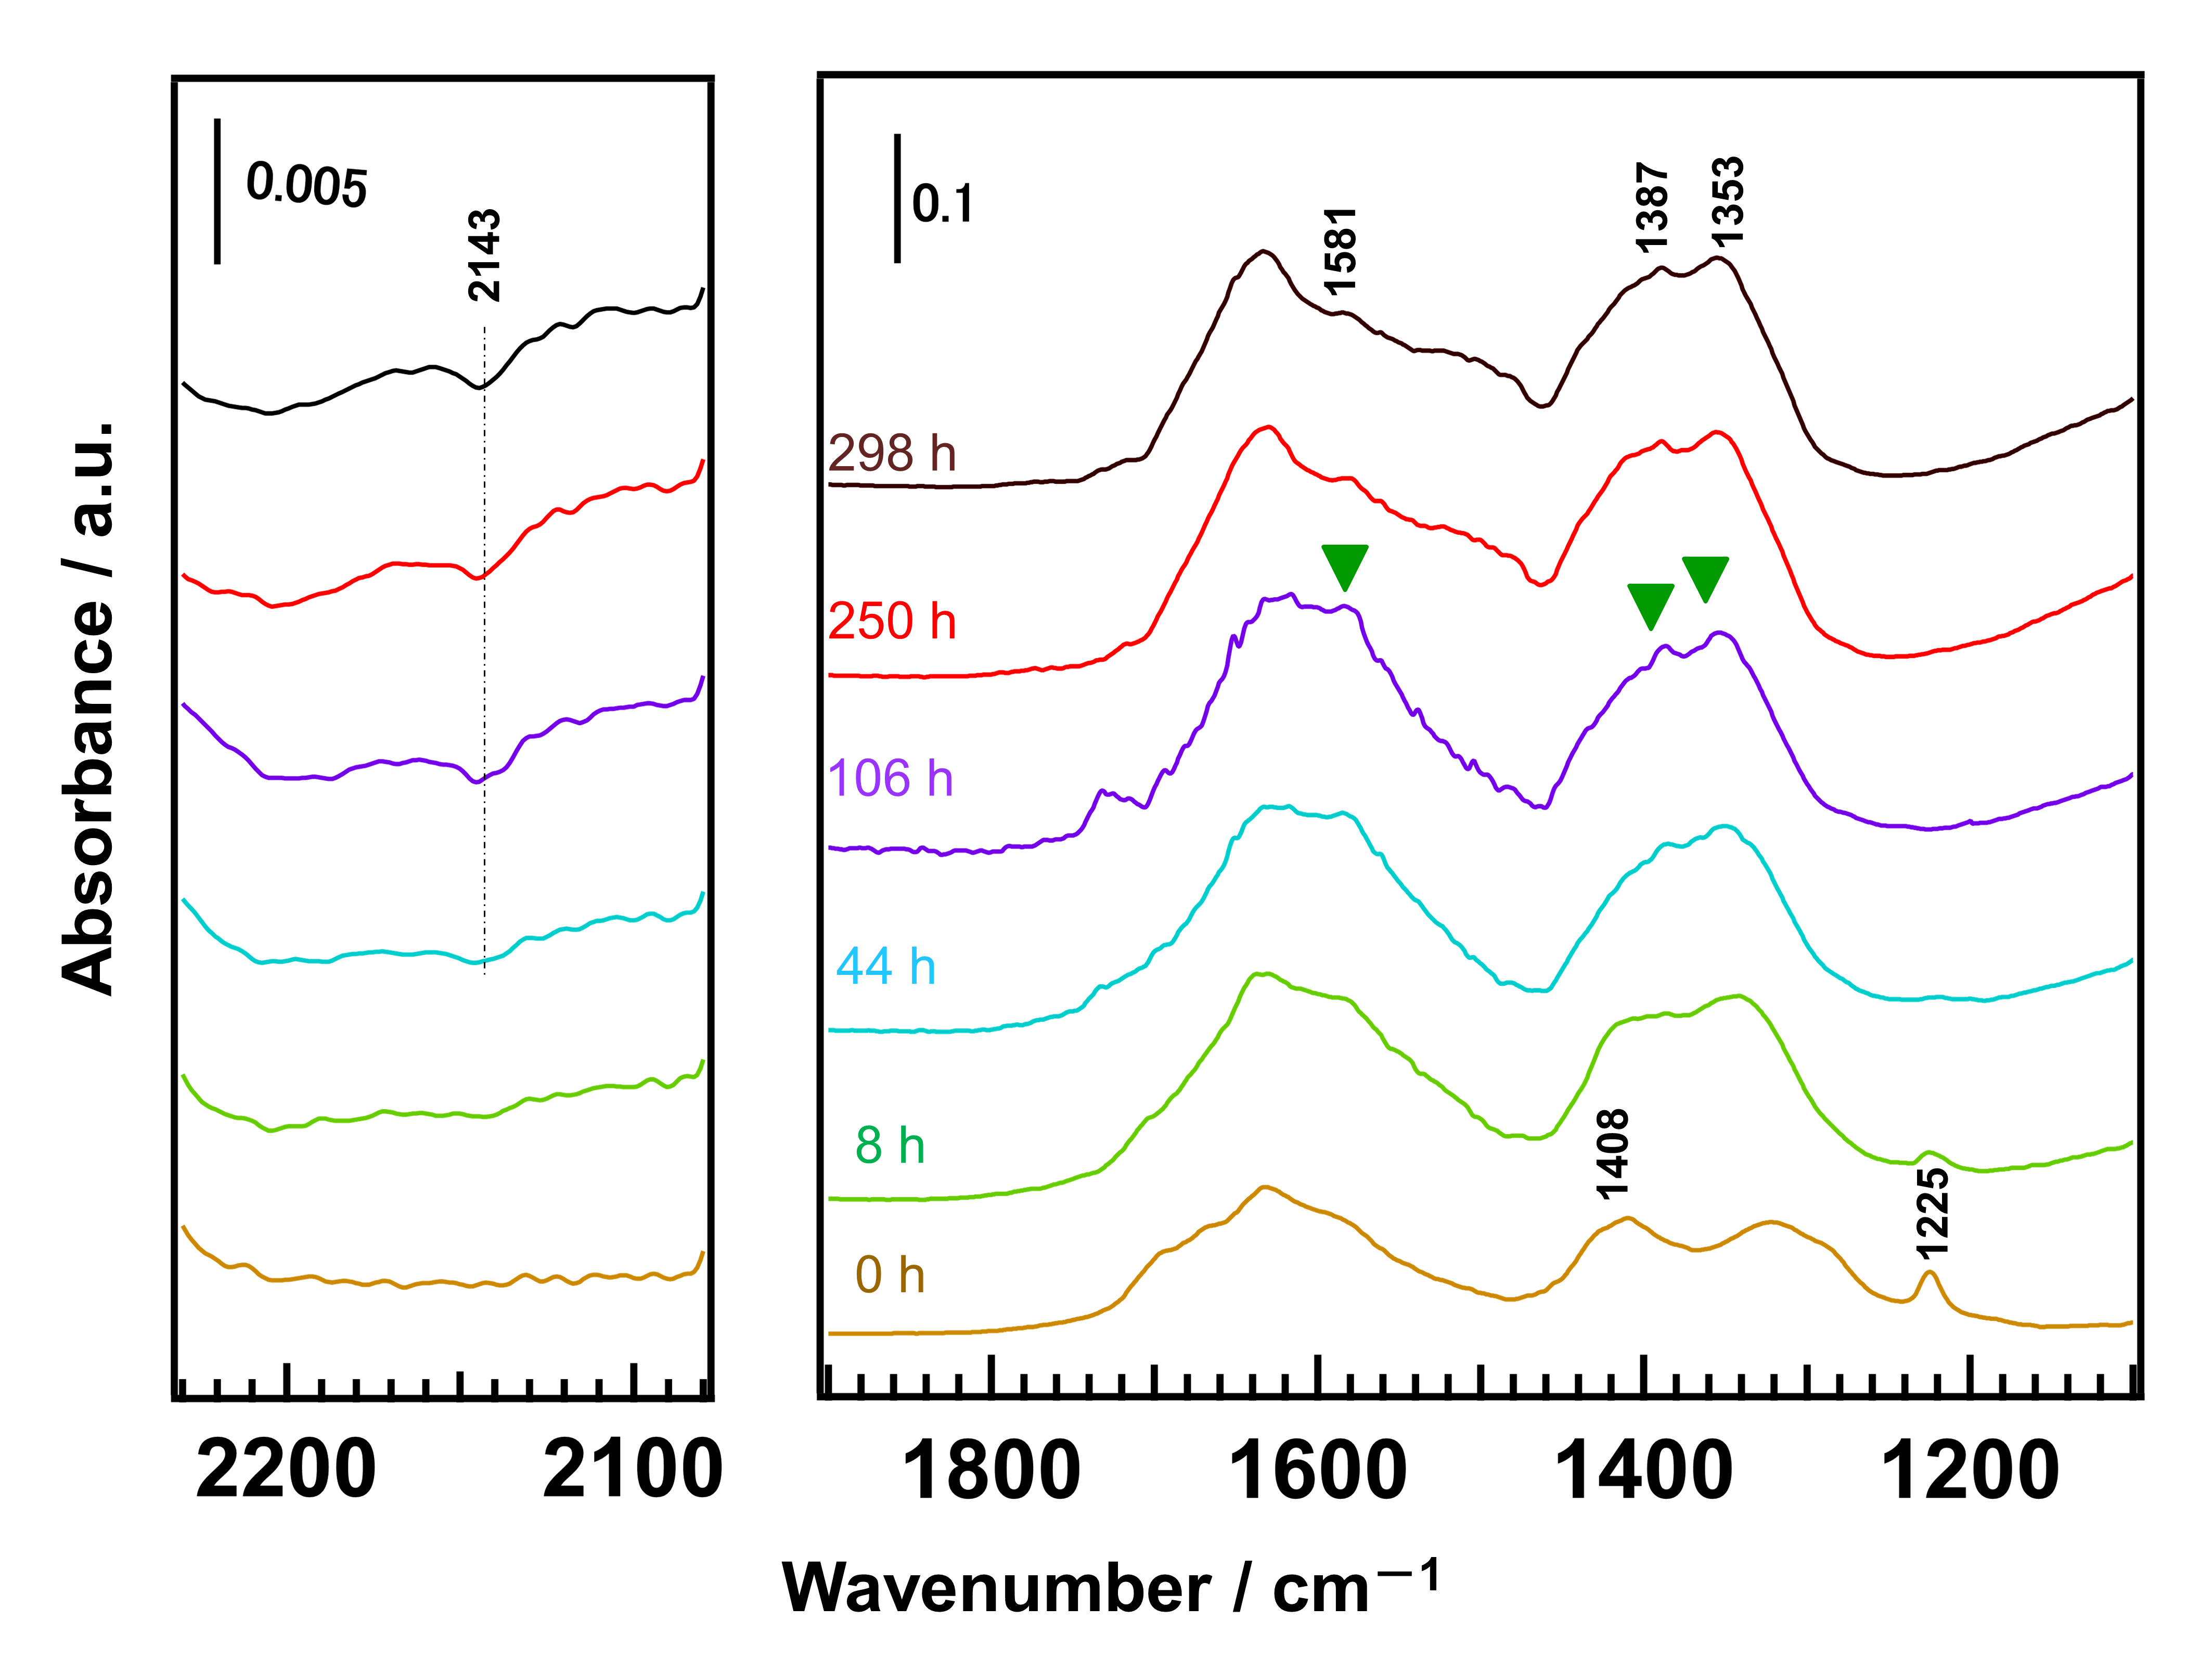 Absorbance / a.u.
0.005
2143
0.1
1581
1387
1353
298 h
250 h
106 h
44 h
8 h
1408
1225
0 h
2200 2100 1800 1600 1400 1200
Wavenumber / cm⁻¹